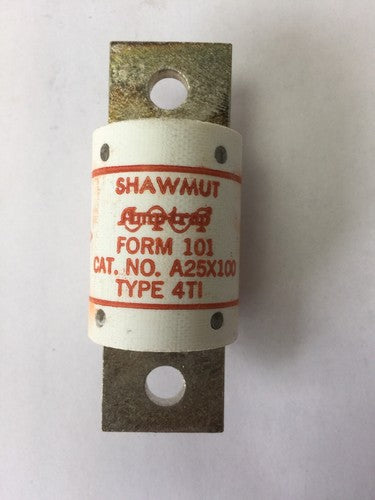 SHAWMUT
Amptrap
FORM 101
CAT. NO. A25X100
TYPE 4TI